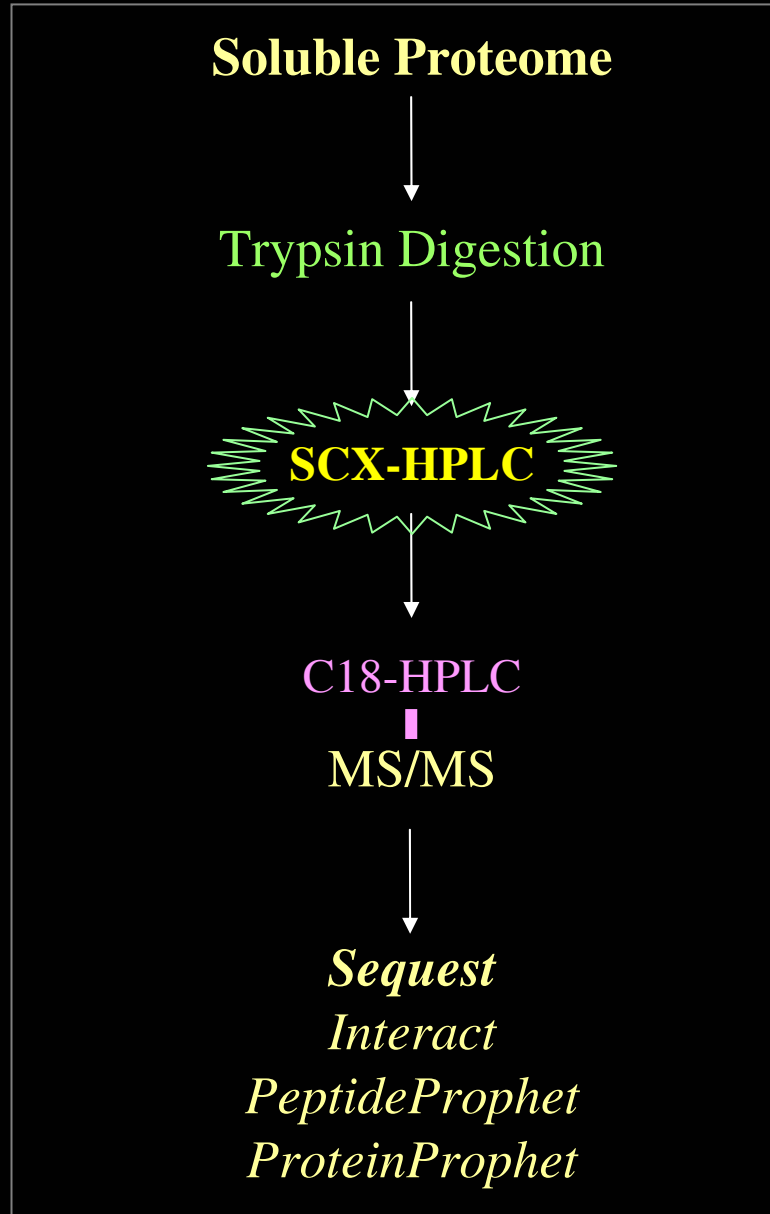 Soluble Proteome
Trypsin Digestion
SCX-HPLC
C18-HPLC
MS/MS
Sequest
Interact
PeptideProphet
ProteinProphet